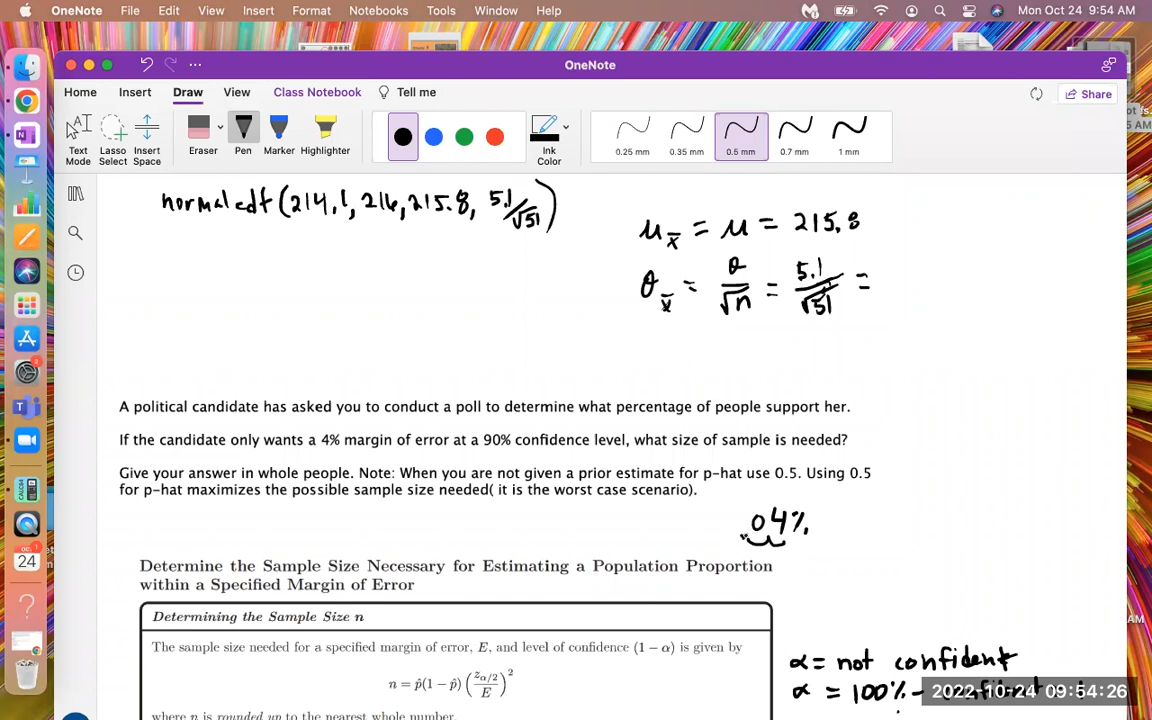 OneNote File Edit View Insert Format Notebooks Tools Window Help Mon Oct 24 9:54 AM
OneNote
Home Insert Draw View Class Notebook Tell me Share
Text Mode Lasso Select Insert Space Eraser Pen Marker Highlighter Ink Color 0.25 mm 0.35 mm 0.5 mm 0.7 mm 1 mm
normalcdf(214.1, 216, 215.8, 5.1/√51)
μx̄ = μ = 215.8
θx̄ = θ/√n = 5.1/√51 =
A political candidate has asked you to conduct a poll to determine what percentage of people support her.
If the candidate only wants a 4% margin of error at a 90% confidence level, what size of sample is needed?
Give your answer in whole people. Note: When you are not given a prior estimate for p-hat use 0.5. Using 0.5
for p-hat maximizes the possible sample size needed( it is the worst case scenario).
.04%
Determine the Sample Size Necessary for Estimating a Population Proportion
within a Specified Margin of Error
Determining the Sample Size n
The sample size needed for a specified margin of error, E, and level of confidence (1 − α) is given by
n = p̂(1 − p̂) (zα/2/E)²
where n is rounded up to the nearest whole number.
α = not confident
α = 100% - confident
2022-10-24 09:54:26
OCT
24